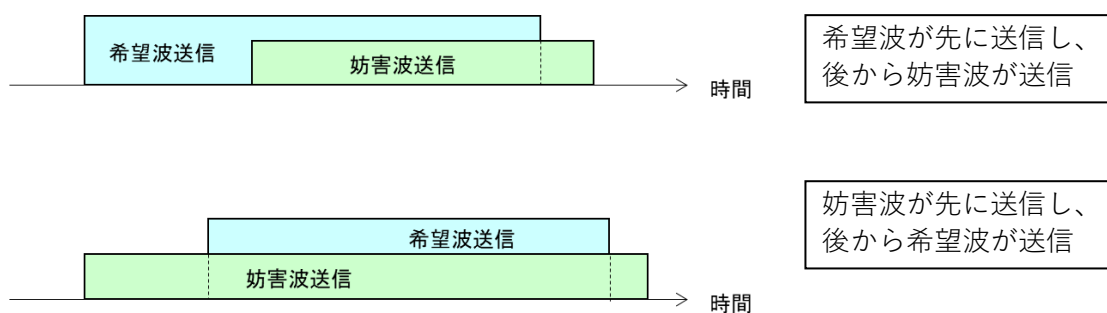 希望波送信
妨害波送信
時間
希望波が先に送信し、
後から妨害波が送信
希望波送信
妨害波送信
時間
妨害波が先に送信し、
後から希望波が送信